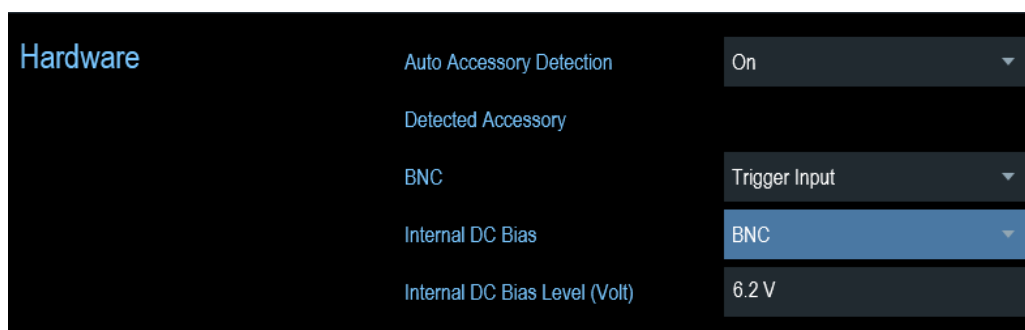 Hardware
Auto Accessory Detection On
Detected Accessory
BNC Trigger Input
Internal DC Bias BNC
Internal DC Bias Level (Volt) 6.2 V